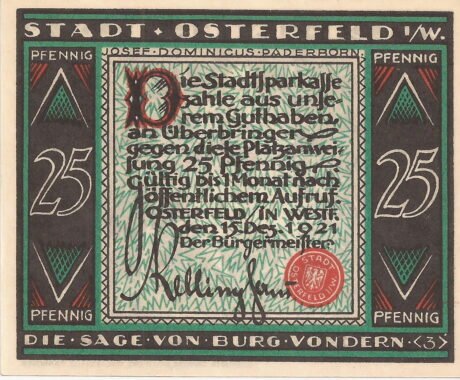 STADT · OSTERFELD I/W.
JOSEF·DOMINICUS·PADERBORN.
PFENNIG
PFENNIG
Die Stadtsparkasse
zahle aus unse-
rem Guthaben,
an Überbringer
gegen diese Platzanwei-
sung 25 Pfennig
gültig bis 1 Monat nach
öffentlichem Aufruf.
OSTERFELD IN WESTF.
den 15. Dez. 1921
Der Bürgermeister
25
25
Kellinghaus
STADT
OSTERFELD I/W.
PFENNIG
PFENNIG
DIE·SAGE·VON·BURG·VONDERN·<3>